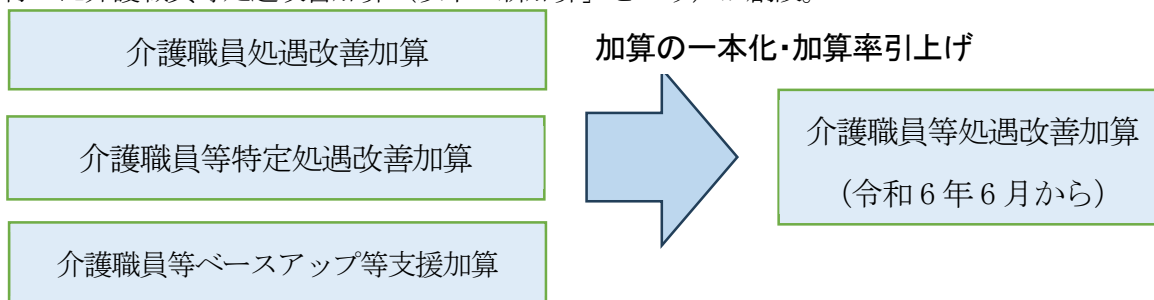 介護職員処遇改善加算
加算の一本化・加算率引上げ
介護職員等特定処遇改善加算
介護職員等処遇改善加算
（令和６年６月から）
介護職員等ベースアップ等支援加算